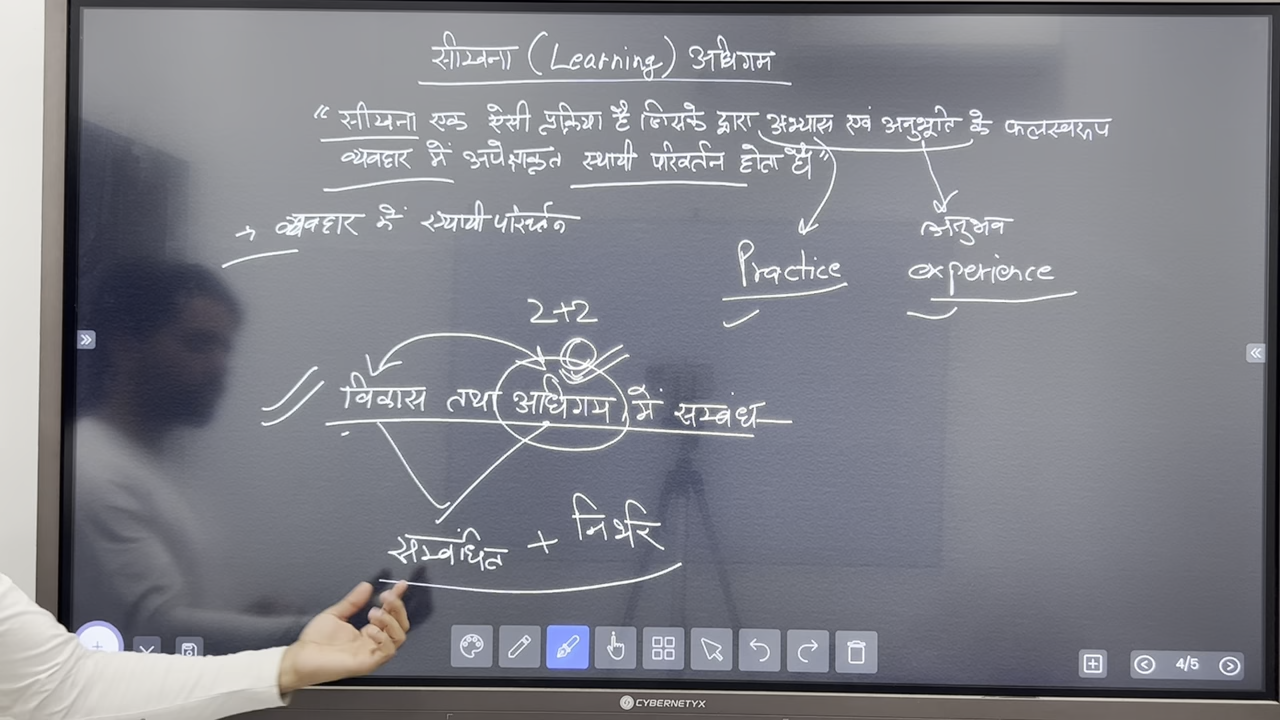 सीखना (Learning) अधिगम
“सीखना एक ऐसी प्रक्रिया है जिसके द्वारा अभ्यास एवं अनुभूति के फलस्वरूप
व्यवहार में अपेक्षाकृत स्थायी परिवर्तन होता है”
→ व्यवहार में स्थायी परिवर्तन
अनुभव
Practice experience
2+2
विकास तथा अधिगम में सम्बंध
सम्बंधित + निर्भर
4/5
CYBERNETYX